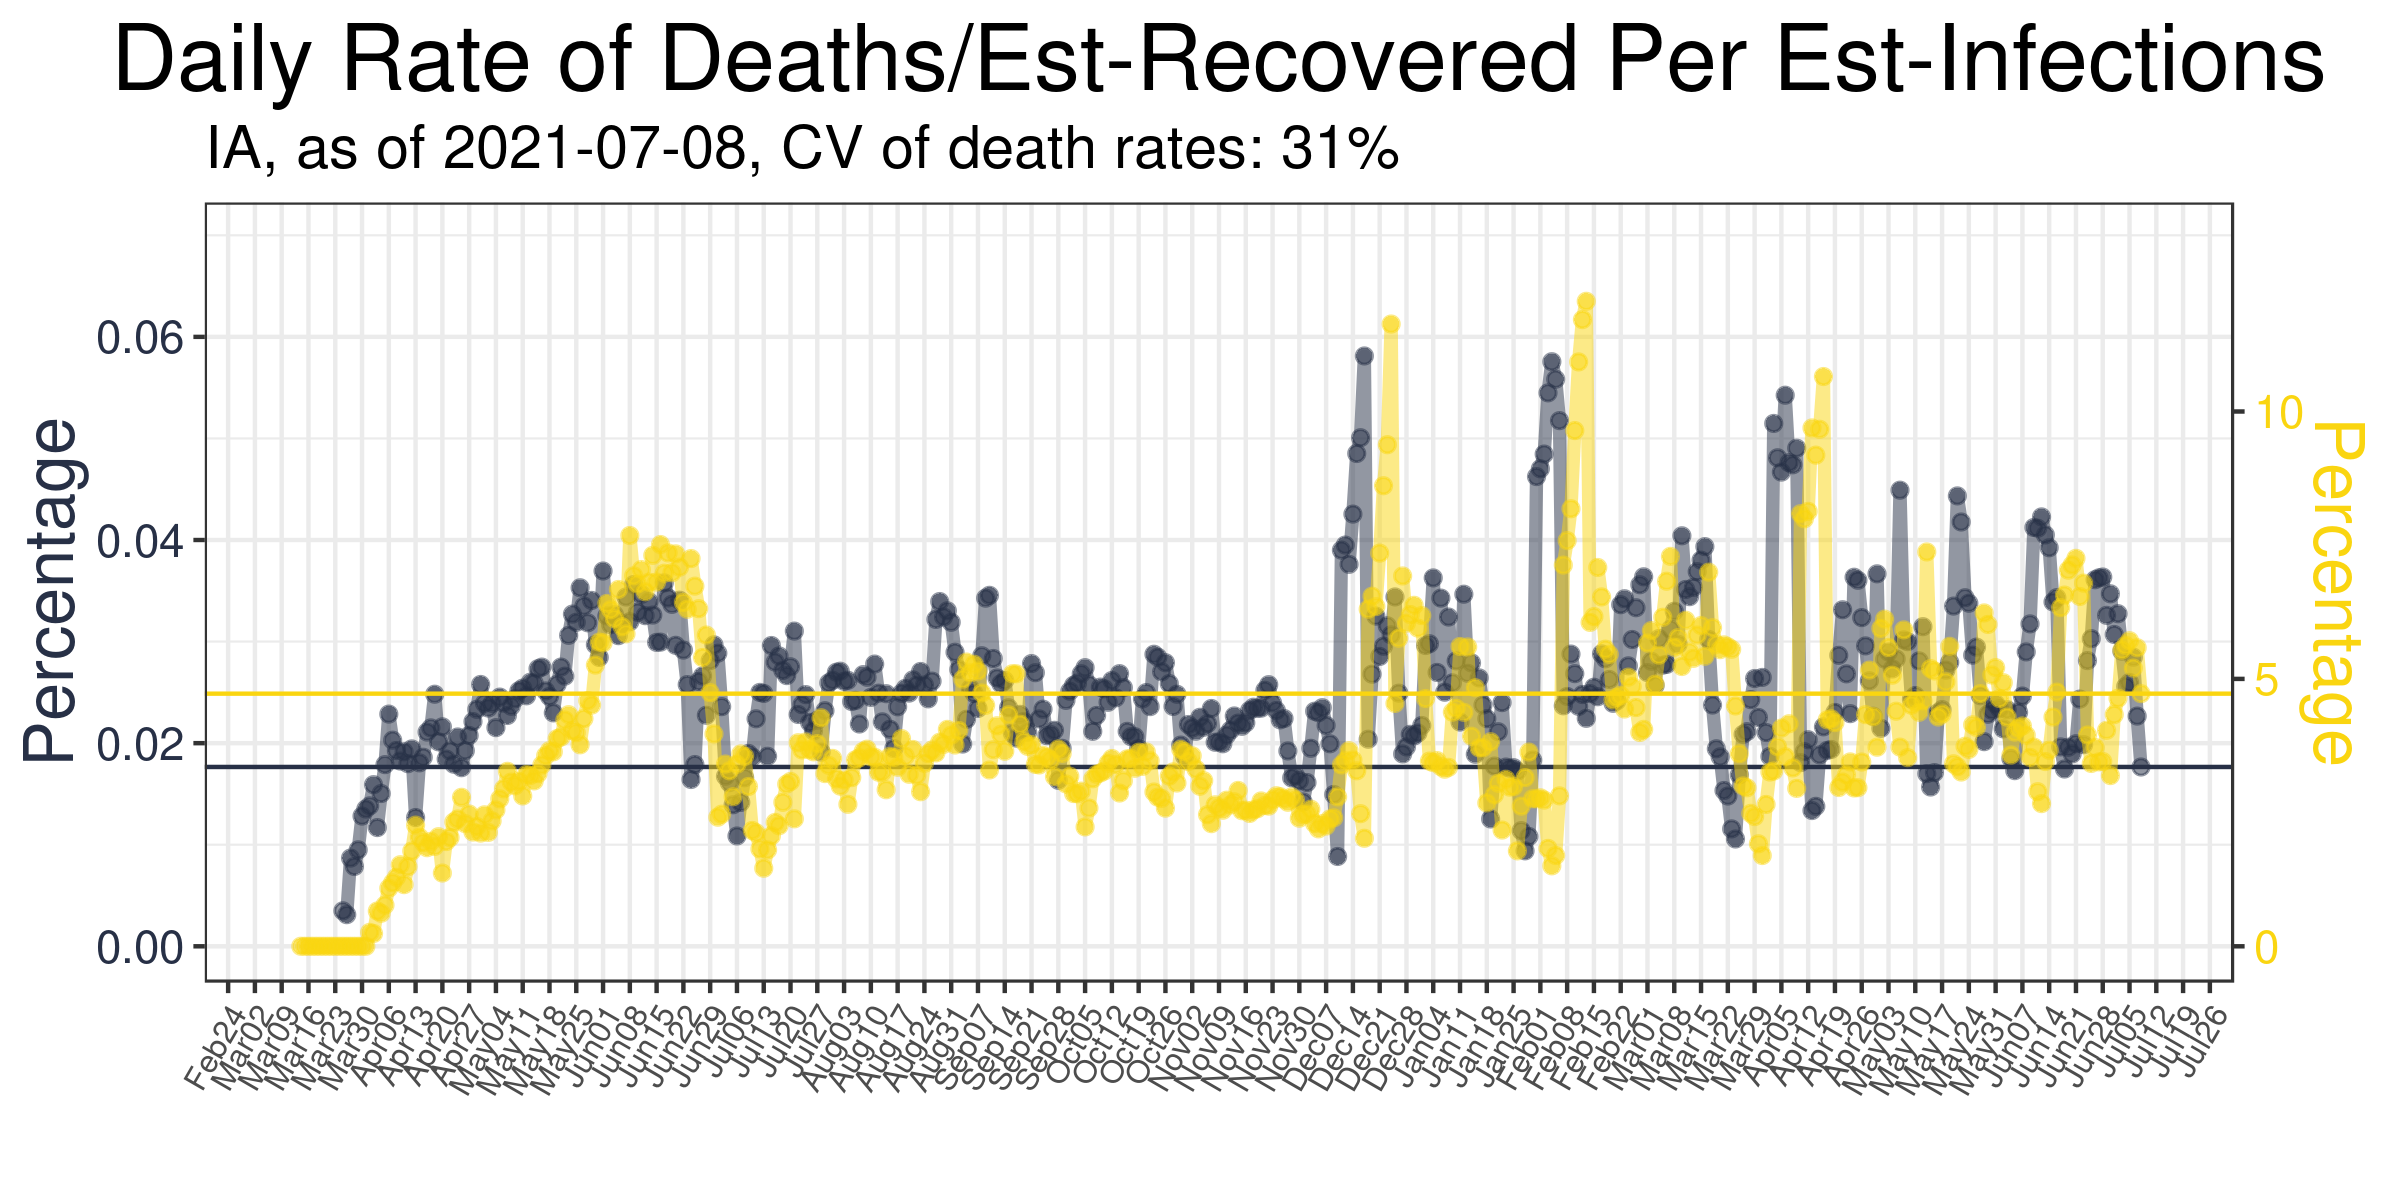 Daily Rate of Deaths/Est-Recovered Per Est-Infections
IA, as of 2021-07-08, CV of death rates: 31%
Percentage
0.06
0.04
0.02
0.00
10
5
0
Percentage
Feb24
Mar02
Mar09
Mar16
Mar23
Mar30
Apr06
Apr13
Apr20
Apr27
May04
May11
May18
May25
Jun01
Jun08
Jun15
Jun22
Jun29
Jul06
Jul13
Jul20
Jul27
Aug03
Aug10
Aug17
Aug24
Aug31
Sep07
Sep14
Sep21
Sep28
Oct05
Oct12
Oct19
Oct26
Nov02
Nov09
Nov16
Nov23
Nov30
Dec07
Dec14
Dec21
Dec28
Jan04
Jan11
Jan18
Jan25
Feb01
Feb08
Feb15
Feb22
Mar01
Mar08
Mar15
Mar22
Mar29
Apr05
Apr12
Apr19
Apr26
May03
May10
May17
May24
May31
Jun07
Jun14
Jun21
Jun28
Jul05
Jul12
Jul19
Jul26